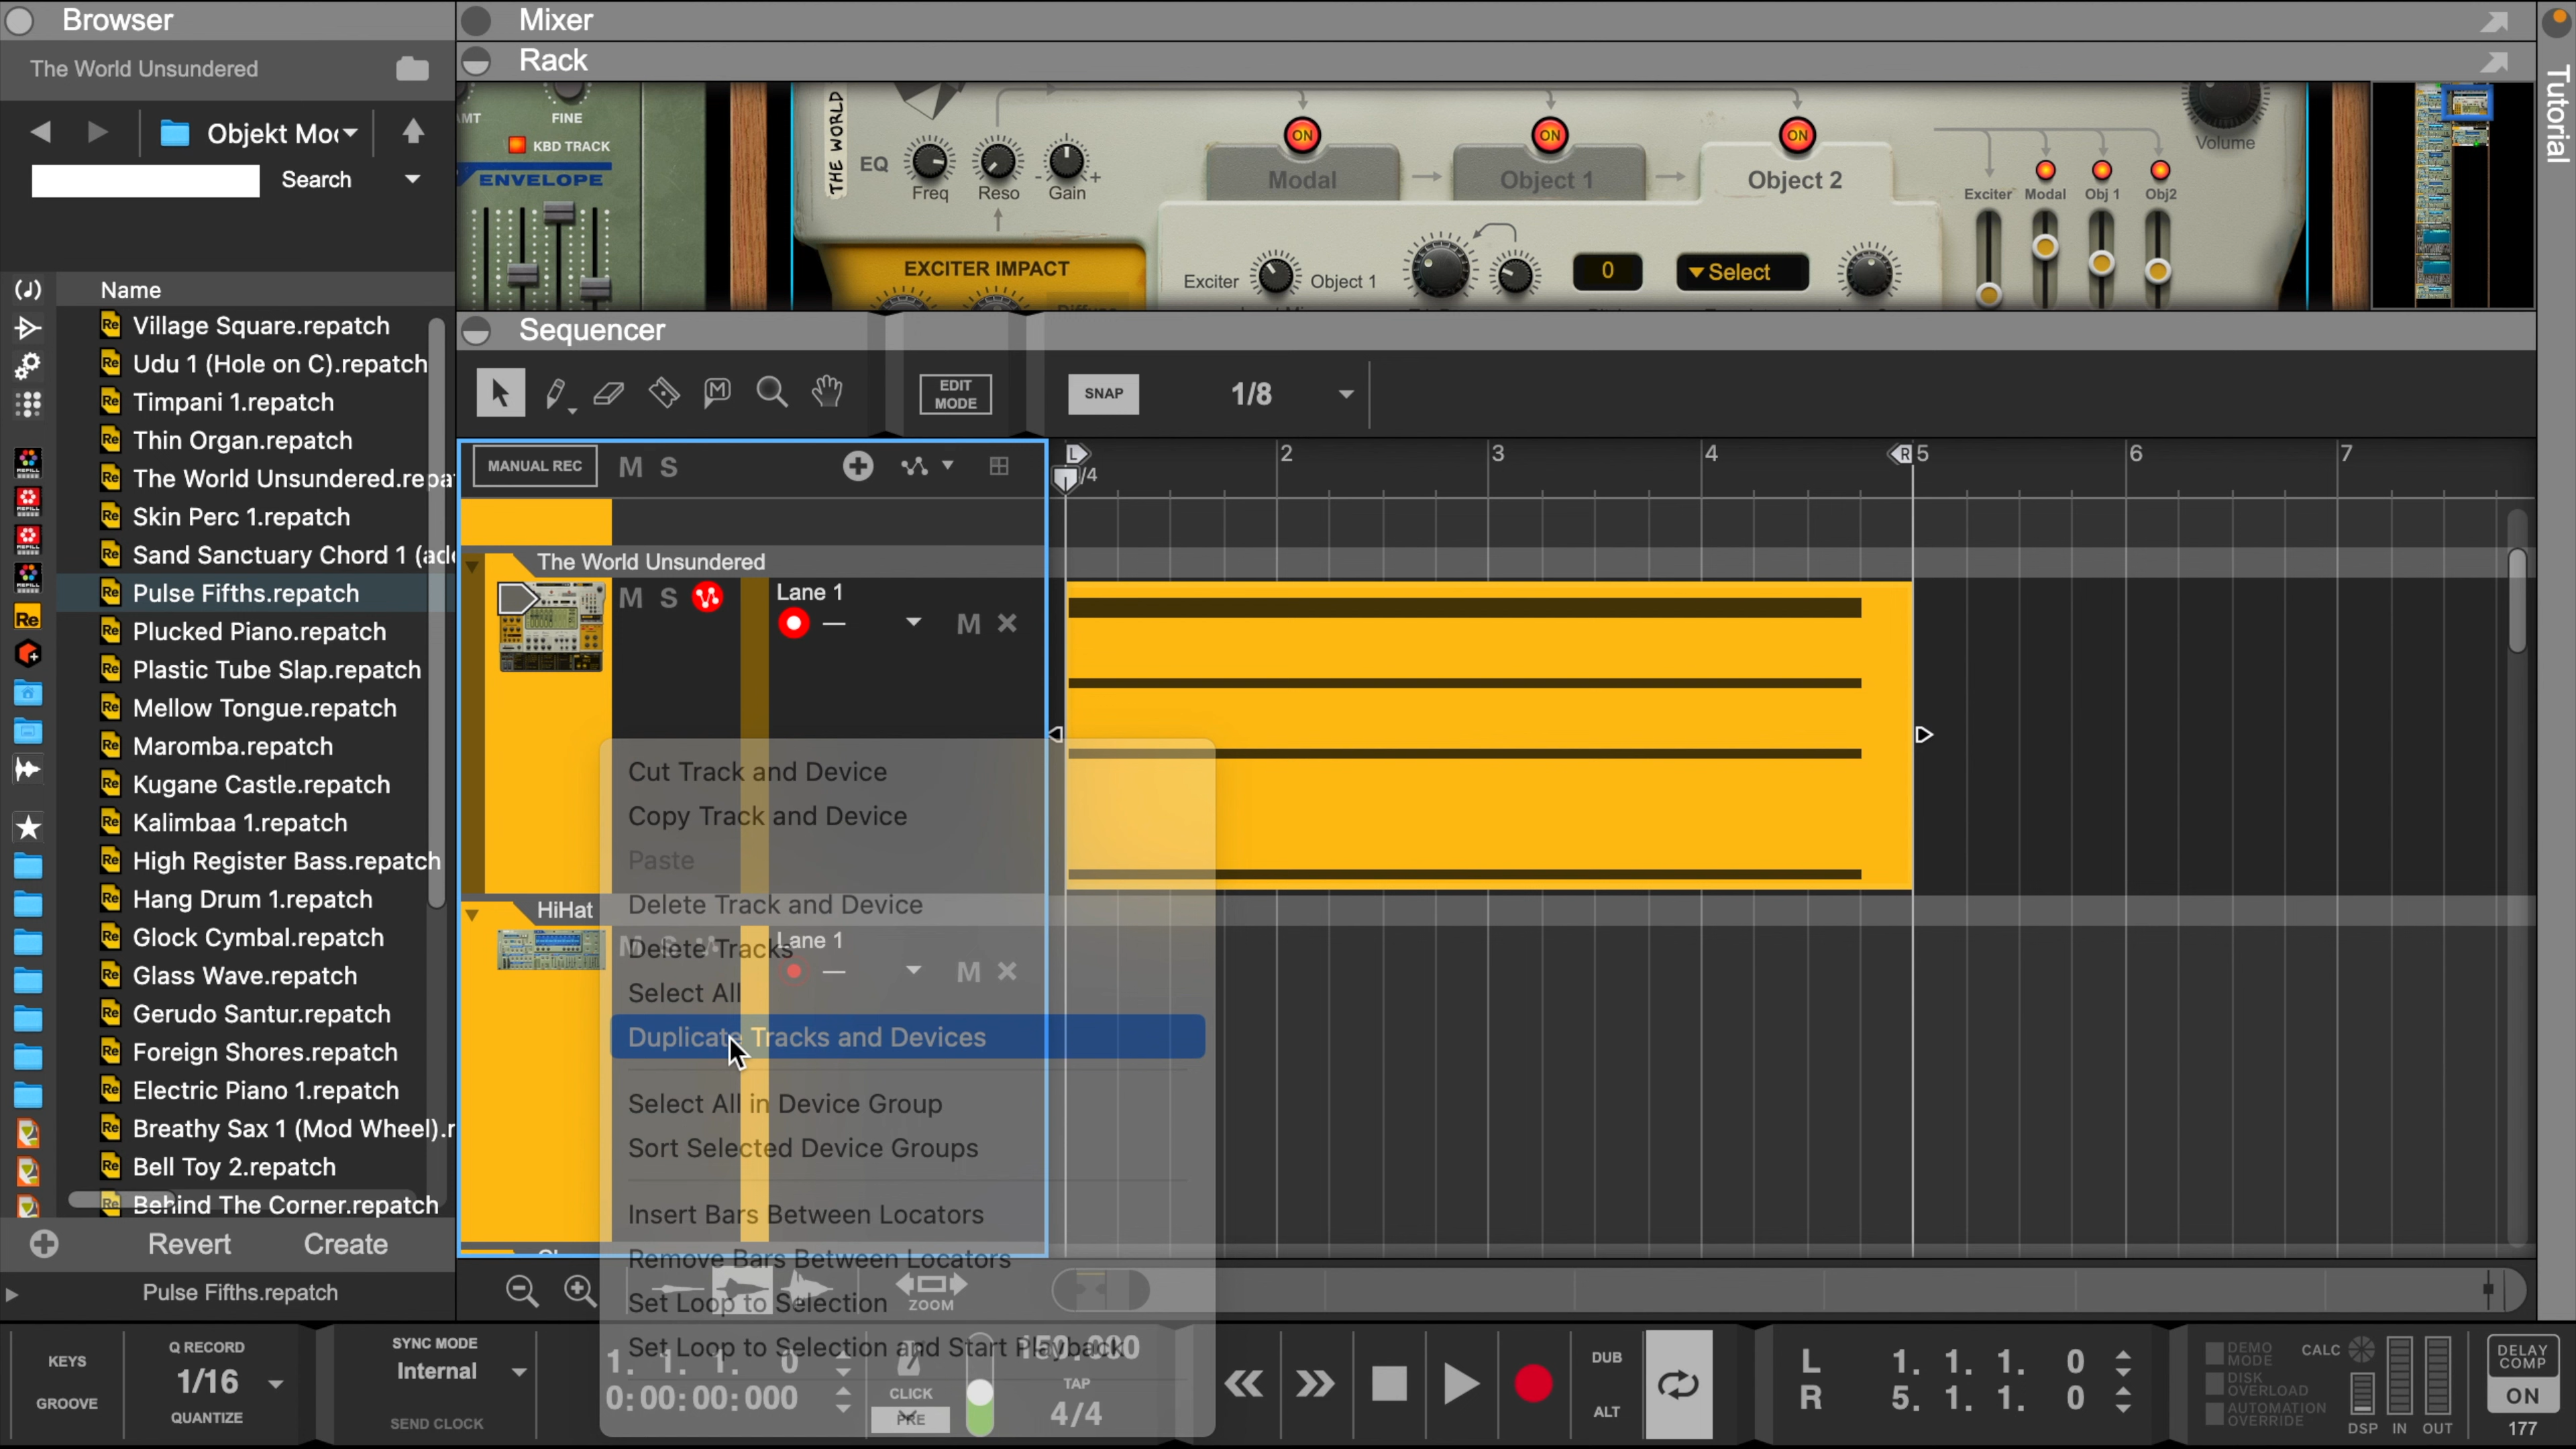 Browser
Mixer
Tutorial
The World Unsundered
Rack
Objekt Mo
Search
Name
Village Square.repatch
Udu 1 (Hole on C).repatch
Timpani 1.repatch
Thin Organ.repatch
The World Unsundered.repa
Skin Perc 1.repatch
Sand Sanctuary Chord 1 (ad
Pulse Fifths.repatch
Plucked Piano.repatch
Plastic Tube Slap.repatch
Mellow Tongue.repatch
Maromba.repatch
Kugane Castle.repatch
Kalimbaa 1.repatch
High Register Bass.repatch
Hang Drum 1.repatch
Glock Cymbal.repatch
Glass Wave.repatch
Gerudo Santur.repatch
Foreign Shores.repatch
Electric Piano 1.repatch
Breathy Sax 1 (Mod Wheel).r
Bell Toy 2.repatch
Behind The Corner.repatch
Revert
Create
Pulse Fifths.repatch
MT
FINE
KBD TRACK
ENVELOPE
THE WORLD
EQ
Freq
Reso
- Gain +
EXCITER IMPACT
ON
ON
ON
Modal
Object 1
Object 2
Exciter
Object 1
0
Select
Volume
Exciter
Modal
Obj 1
Obj2
Sequencer
EDIT MODE
SNAP
1/8
MANUAL REC
M S
L
/4
2
3
4
R
5
6
7
The World Unsundered
M S
Lane 1
M
HiHat
M S
Lane 1
M
Cut Track and Device
Copy Track and Device
Paste
Delete Track and Device
Delete Tracks
Select All
Duplicate Tracks and Devices
Select All in Device Group
Sort Selected Device Groups
Insert Bars Between Locators
Remove Bars Between Locators
Set Loop to Selection
Set Loop to Selection and Start Playback
ZOOM
KEYS
GROOVE
Q RECORD
1/16
QUANTIZE
SYNC MODE
Internal
SEND CLOCK
1. 1. 1. 0
0:00:00:000
CLICK
PRE
TAP
4/4
DUB
ALT
L 1. 1. 1. 0
R 5. 1. 1. 0
DEMO MODE
DISK OVERLOAD
AUTOMATION OVERRIDE
CALC
DSP
IN
OUT
DELAY COMP
ON
177